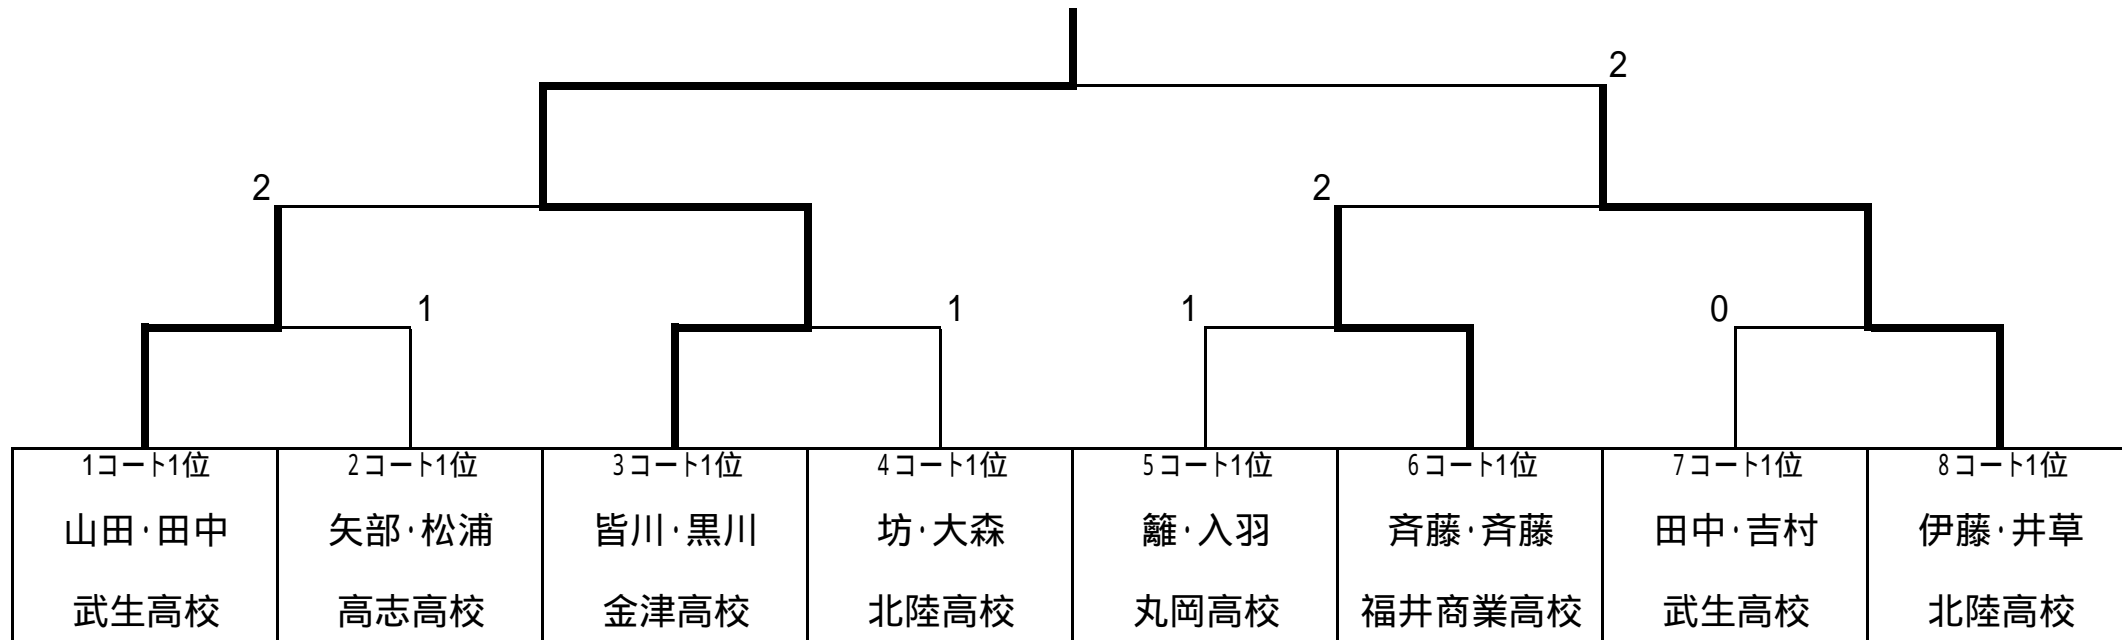 2
2
2
1
1
1
0
1コート1位
2コート1位
3コート1位
4コート1位
5コート1位
6コート1位
7コート1位
8コート1位
山田·田中
矢部·松浦
皆川·黒川
坊·大森
籬·入羽
斉藤·斉藤
田中·吉村
伊藤·井草
武生高校
高志高校
金津高校
北陸高校
丸岡高校
福井商業高校
武生高校
北陸高校